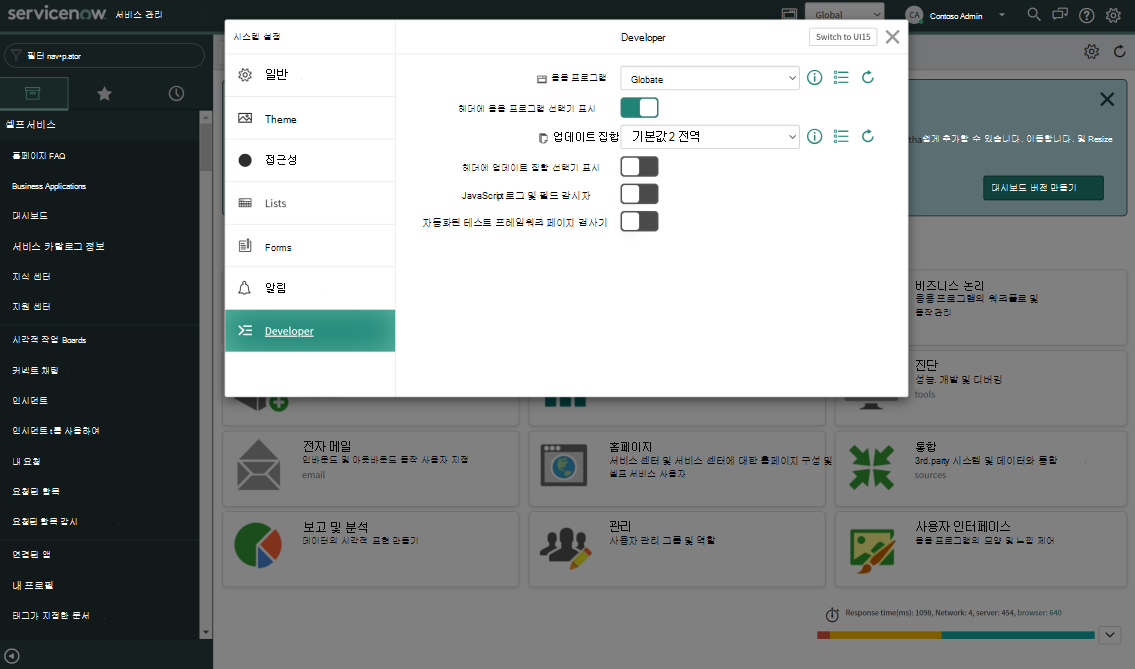 servicenow 서비스 관리
Global
CA Contoso Admin
필터 nav•p.ator
셀프서비스
홈페이지 FAQ
Business Applications
대시보드
서비스 카탈로그 정보
지식 센터
지원 센터
시각적 작업 Boards
커넥트 채팅
인시던트
인시던트 t를 사용하여
내 요청
요청된 항목
요청된 항목 감시
연결된 앱
내 프로필
태그가 지정한 문서
시스템 설정
일반
Theme
접근성
Lists
Forms
알림
Developer
Developer
Switch to UI15
응용 프로그램
Globate
헤더에 응용 프로그램 선택기 표시
업데이트 집합
기본값 2 전역
헤더에 업데이트 집합 선택기 표시
JavaScript 로그 및 필드 감시자
자동화된 테스트 프레임워크 페이지 검사기
tha쉽게 추가할 수 있습니다. 이동합니다. 및 Resize
대시보드 버전 만들기
비즈니스 논리
응용 프로그램의 워크플로 및
동작관리
진단
성능, 개발 및 디버깅
tools
전자 메일
인바운드 및 아웃바운드 동작 사용자 지정
email
홈페이지
서비스 센터 및 서비스 센터에 대한 홈페이지 구성 및
셀프 서비스 사용자
통합
3rd.party 시스템 및 데이터와 통합
sources
보고 및 분석
데이터의 시각적 표현 만들기
관리
사용자 관리 그룹 및 역할
사용자 인터페이스
응용 프로그램의 모양 및 느낌 제어
Response time(ms): 1098, Network: 4, server: 454, browser: 640